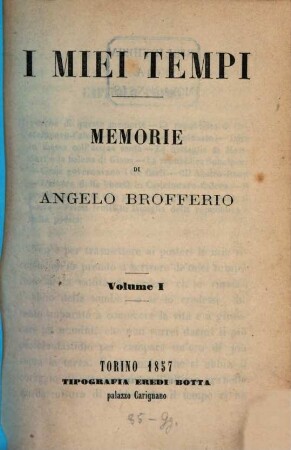 I MIEI TEMPI
MEMORIE
DI
ANGELO BROFFERIO
Volume I
TORINO 1857
TIPOGRAFIA EREDI BOTTA
palazzo Carignano